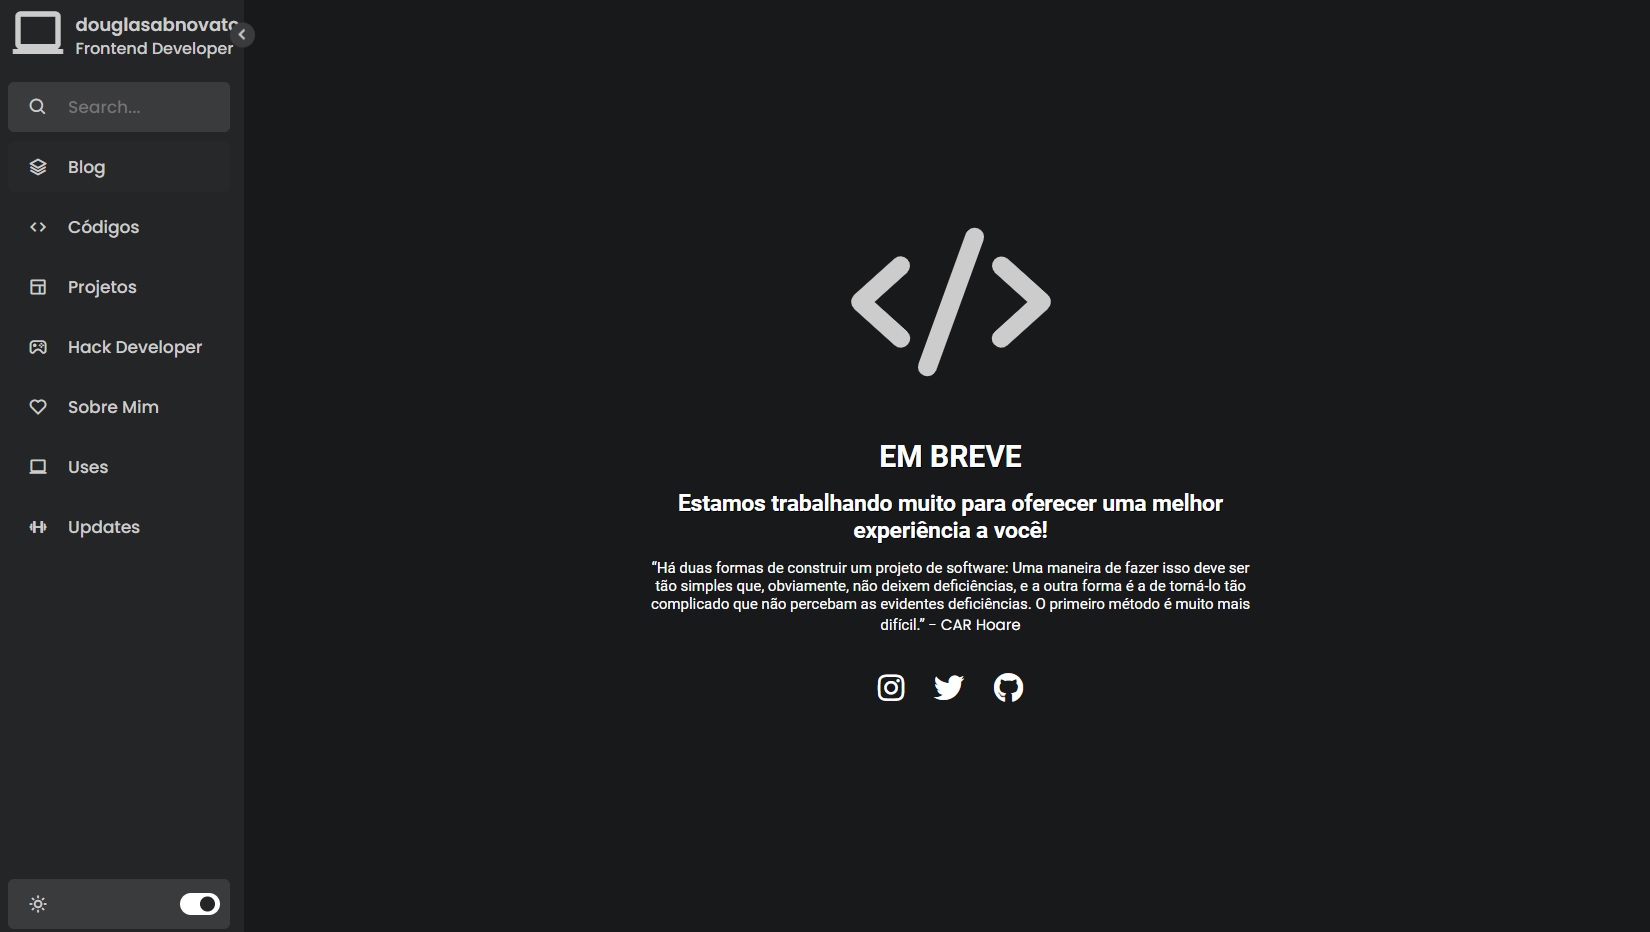 douglasabnovato
Frontend Developer
Search...
Blog
Códigos
Projetos
Hack Developer
Sobre Mim
Uses
Updates
EM BREVE
Estamos trabalhando muito para oferecer uma melhor
experiência a você!
“Há duas formas de construir um projeto de software: Uma maneira de fazer isso deve ser
tão simples que, obviamente, não deixem deficiências, e a outra forma é a de torná-lo tão
complicado que não percebam as evidentes deficiências. O primeiro método é muito mais
difícil.” - CAR Hoare